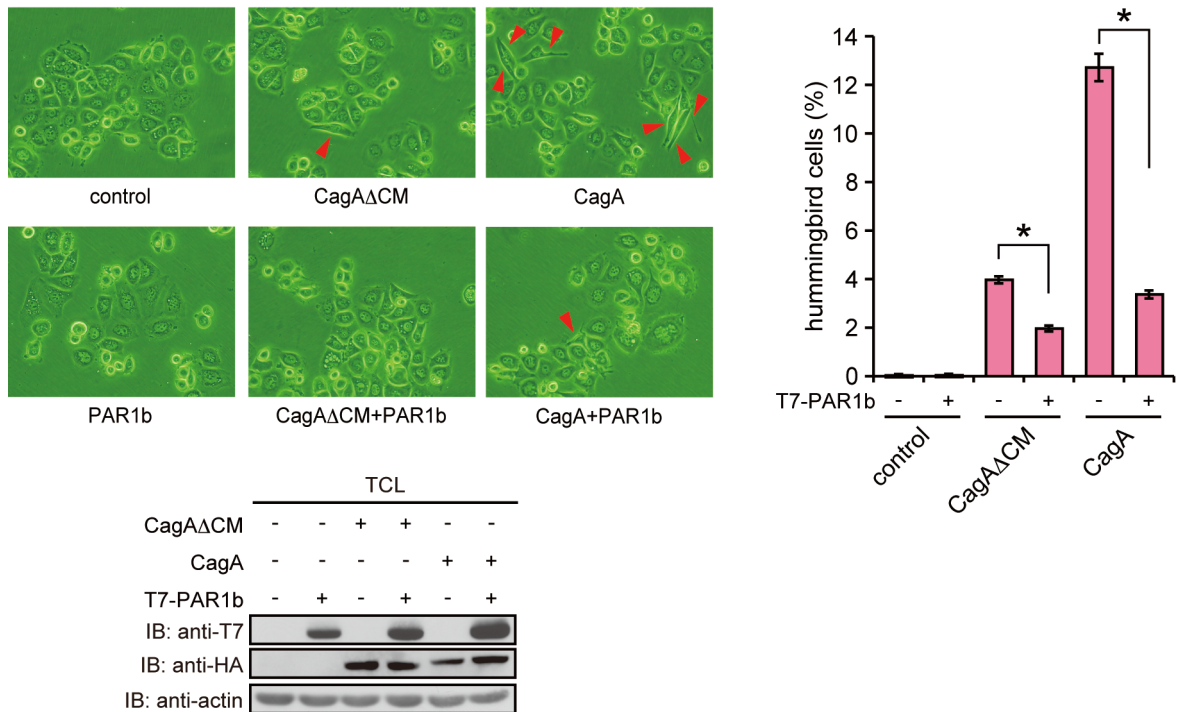 control
CagAΔCM
CagA
PAR1b
CagAΔCM+PAR1b
CagA+PAR1b
hummingbird cells (%)
14
12
10
8
6
4
2
0
*
*
T7-PAR1b - + - + - +
control
CagAΔCM
CagA
TCL
CagAΔCM - - + + - -
CagA - - - - + +
T7-PAR1b - + - + - +
IB: anti-T7
IB: anti-HA
IB: anti-actin